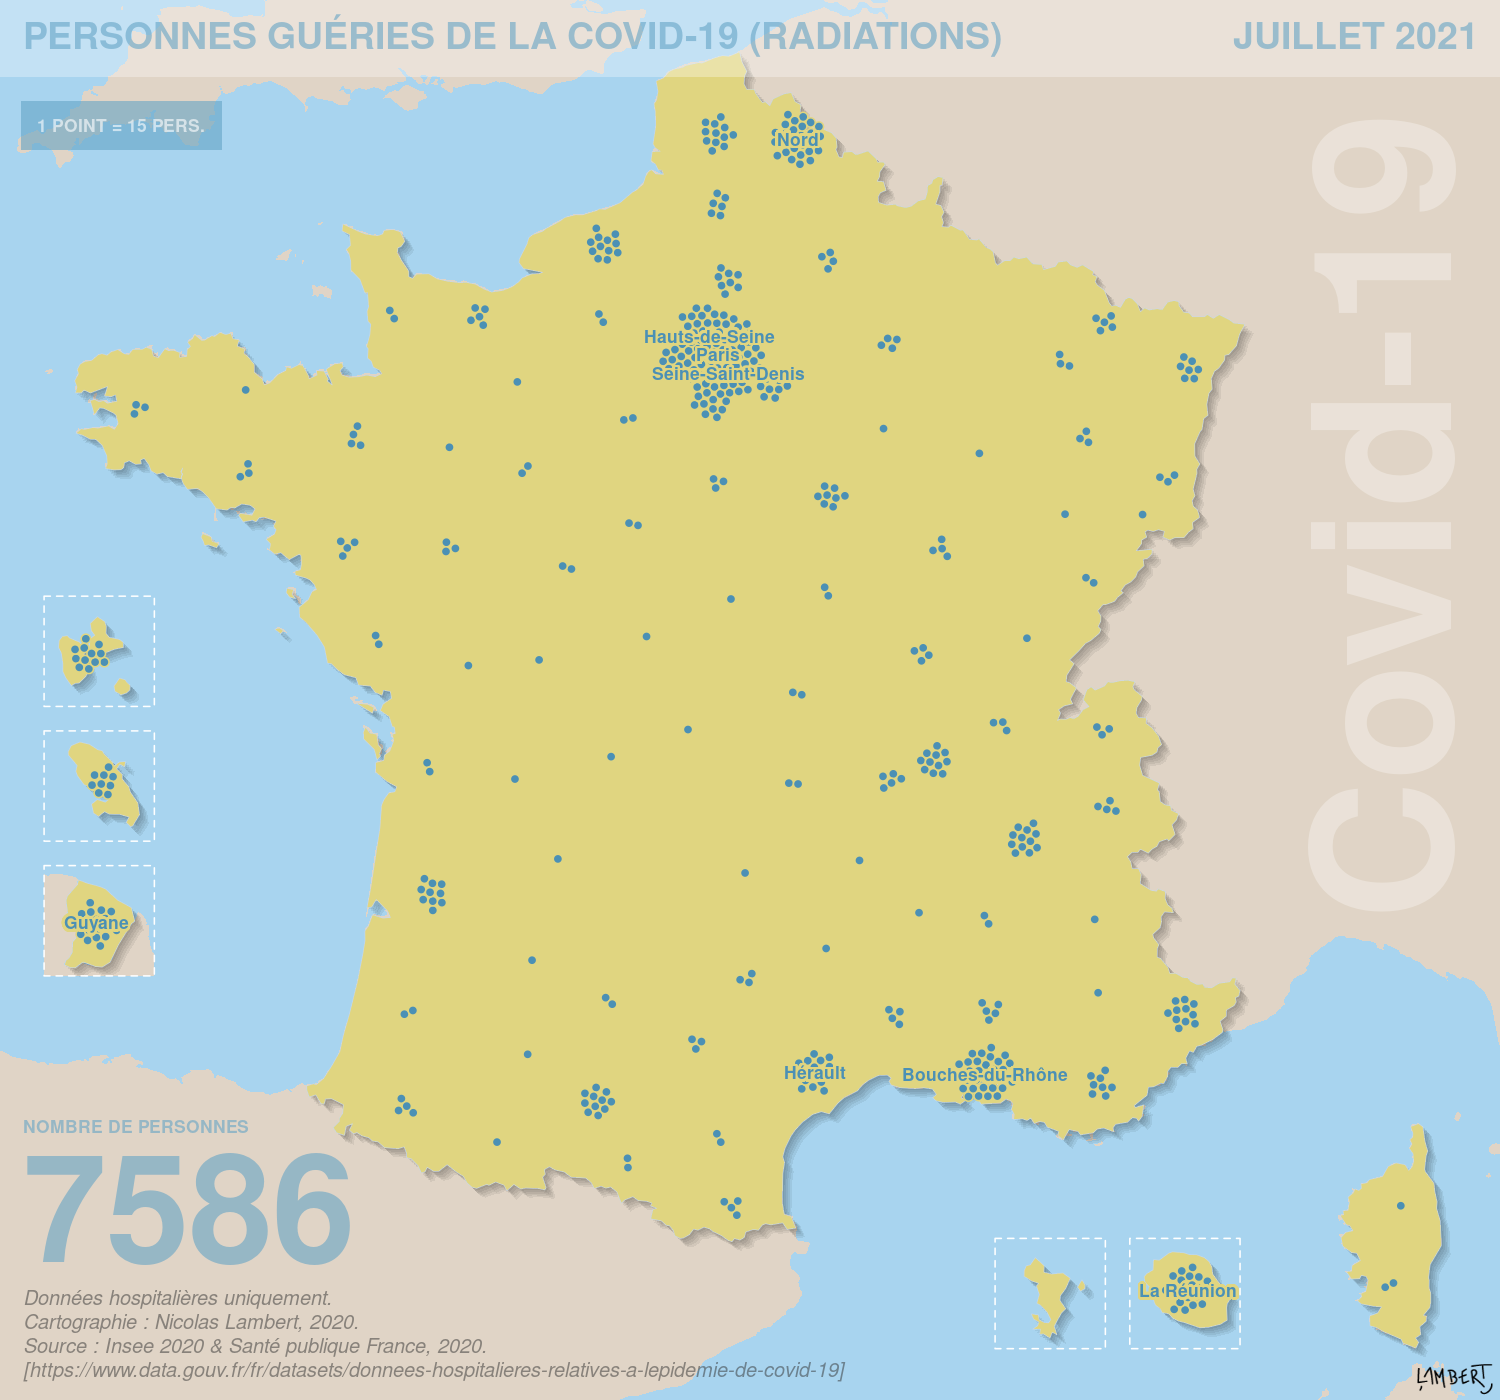 PERSONNES GUÉRIES DE LA COVID-19 (RADIATIONS)
JUILLET 2021
1 POINT = 15 PERS.
Nord
Hauts-de-Seine
Paris
Seine-Saint-Denis
Covid-19
Guyane
Hérault
Bouches-du-Rhône
La Réunion
NOMBRE DE PERSONNES
7586
Données hospitalières uniquement.
Cartographie : Nicolas Lambert, 2020.
Source : Insee 2020 & Santé publique France, 2020.
[https://www.data.gouv.fr/fr/datasets/donnees-hospitalieres-relatives-a-lepidemie-de-covid-19]
LAMBERT